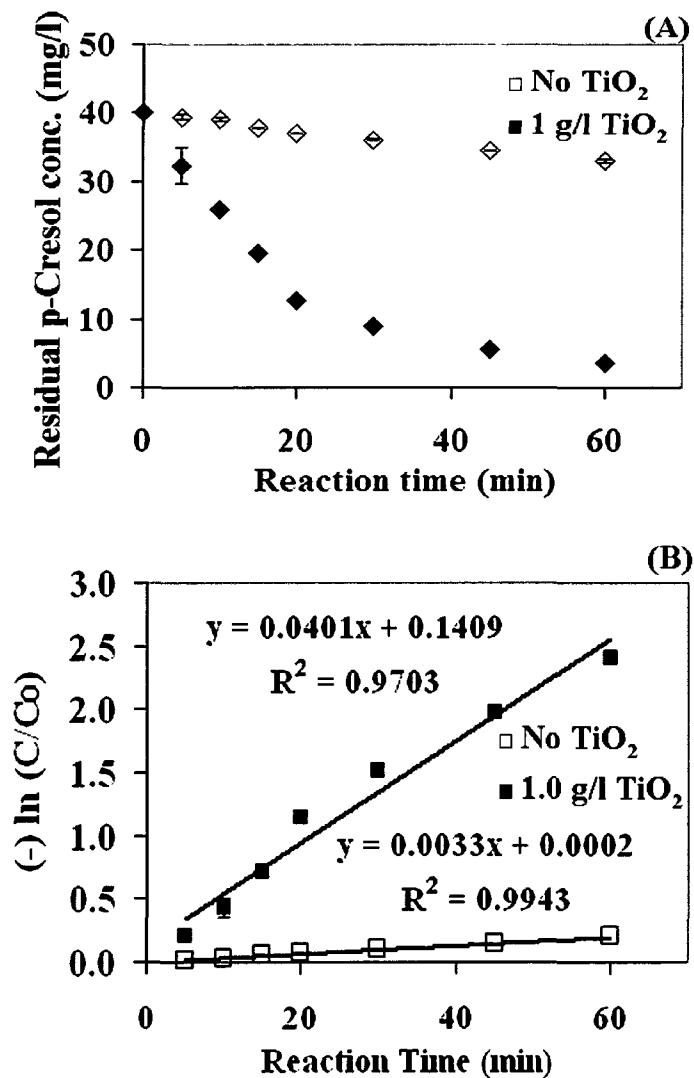 (A)
Residual p-Cresol conc. (mg/l)
50
40
30
20
10
0
No TiO₂
1 g/l TiO₂
0 20 40 60
Reaction time (min)
(B)
(-) ln (C/Co)
3.0
2.5
2.0
1.5
1.0
0.5
0.0
y = 0.0401x + 0.1409
R² = 0.9703
No TiO₂
1.0 g/l TiO₂
y = 0.0033x + 0.0002
R² = 0.9943
0 20 40 60
Reaction Time (min)